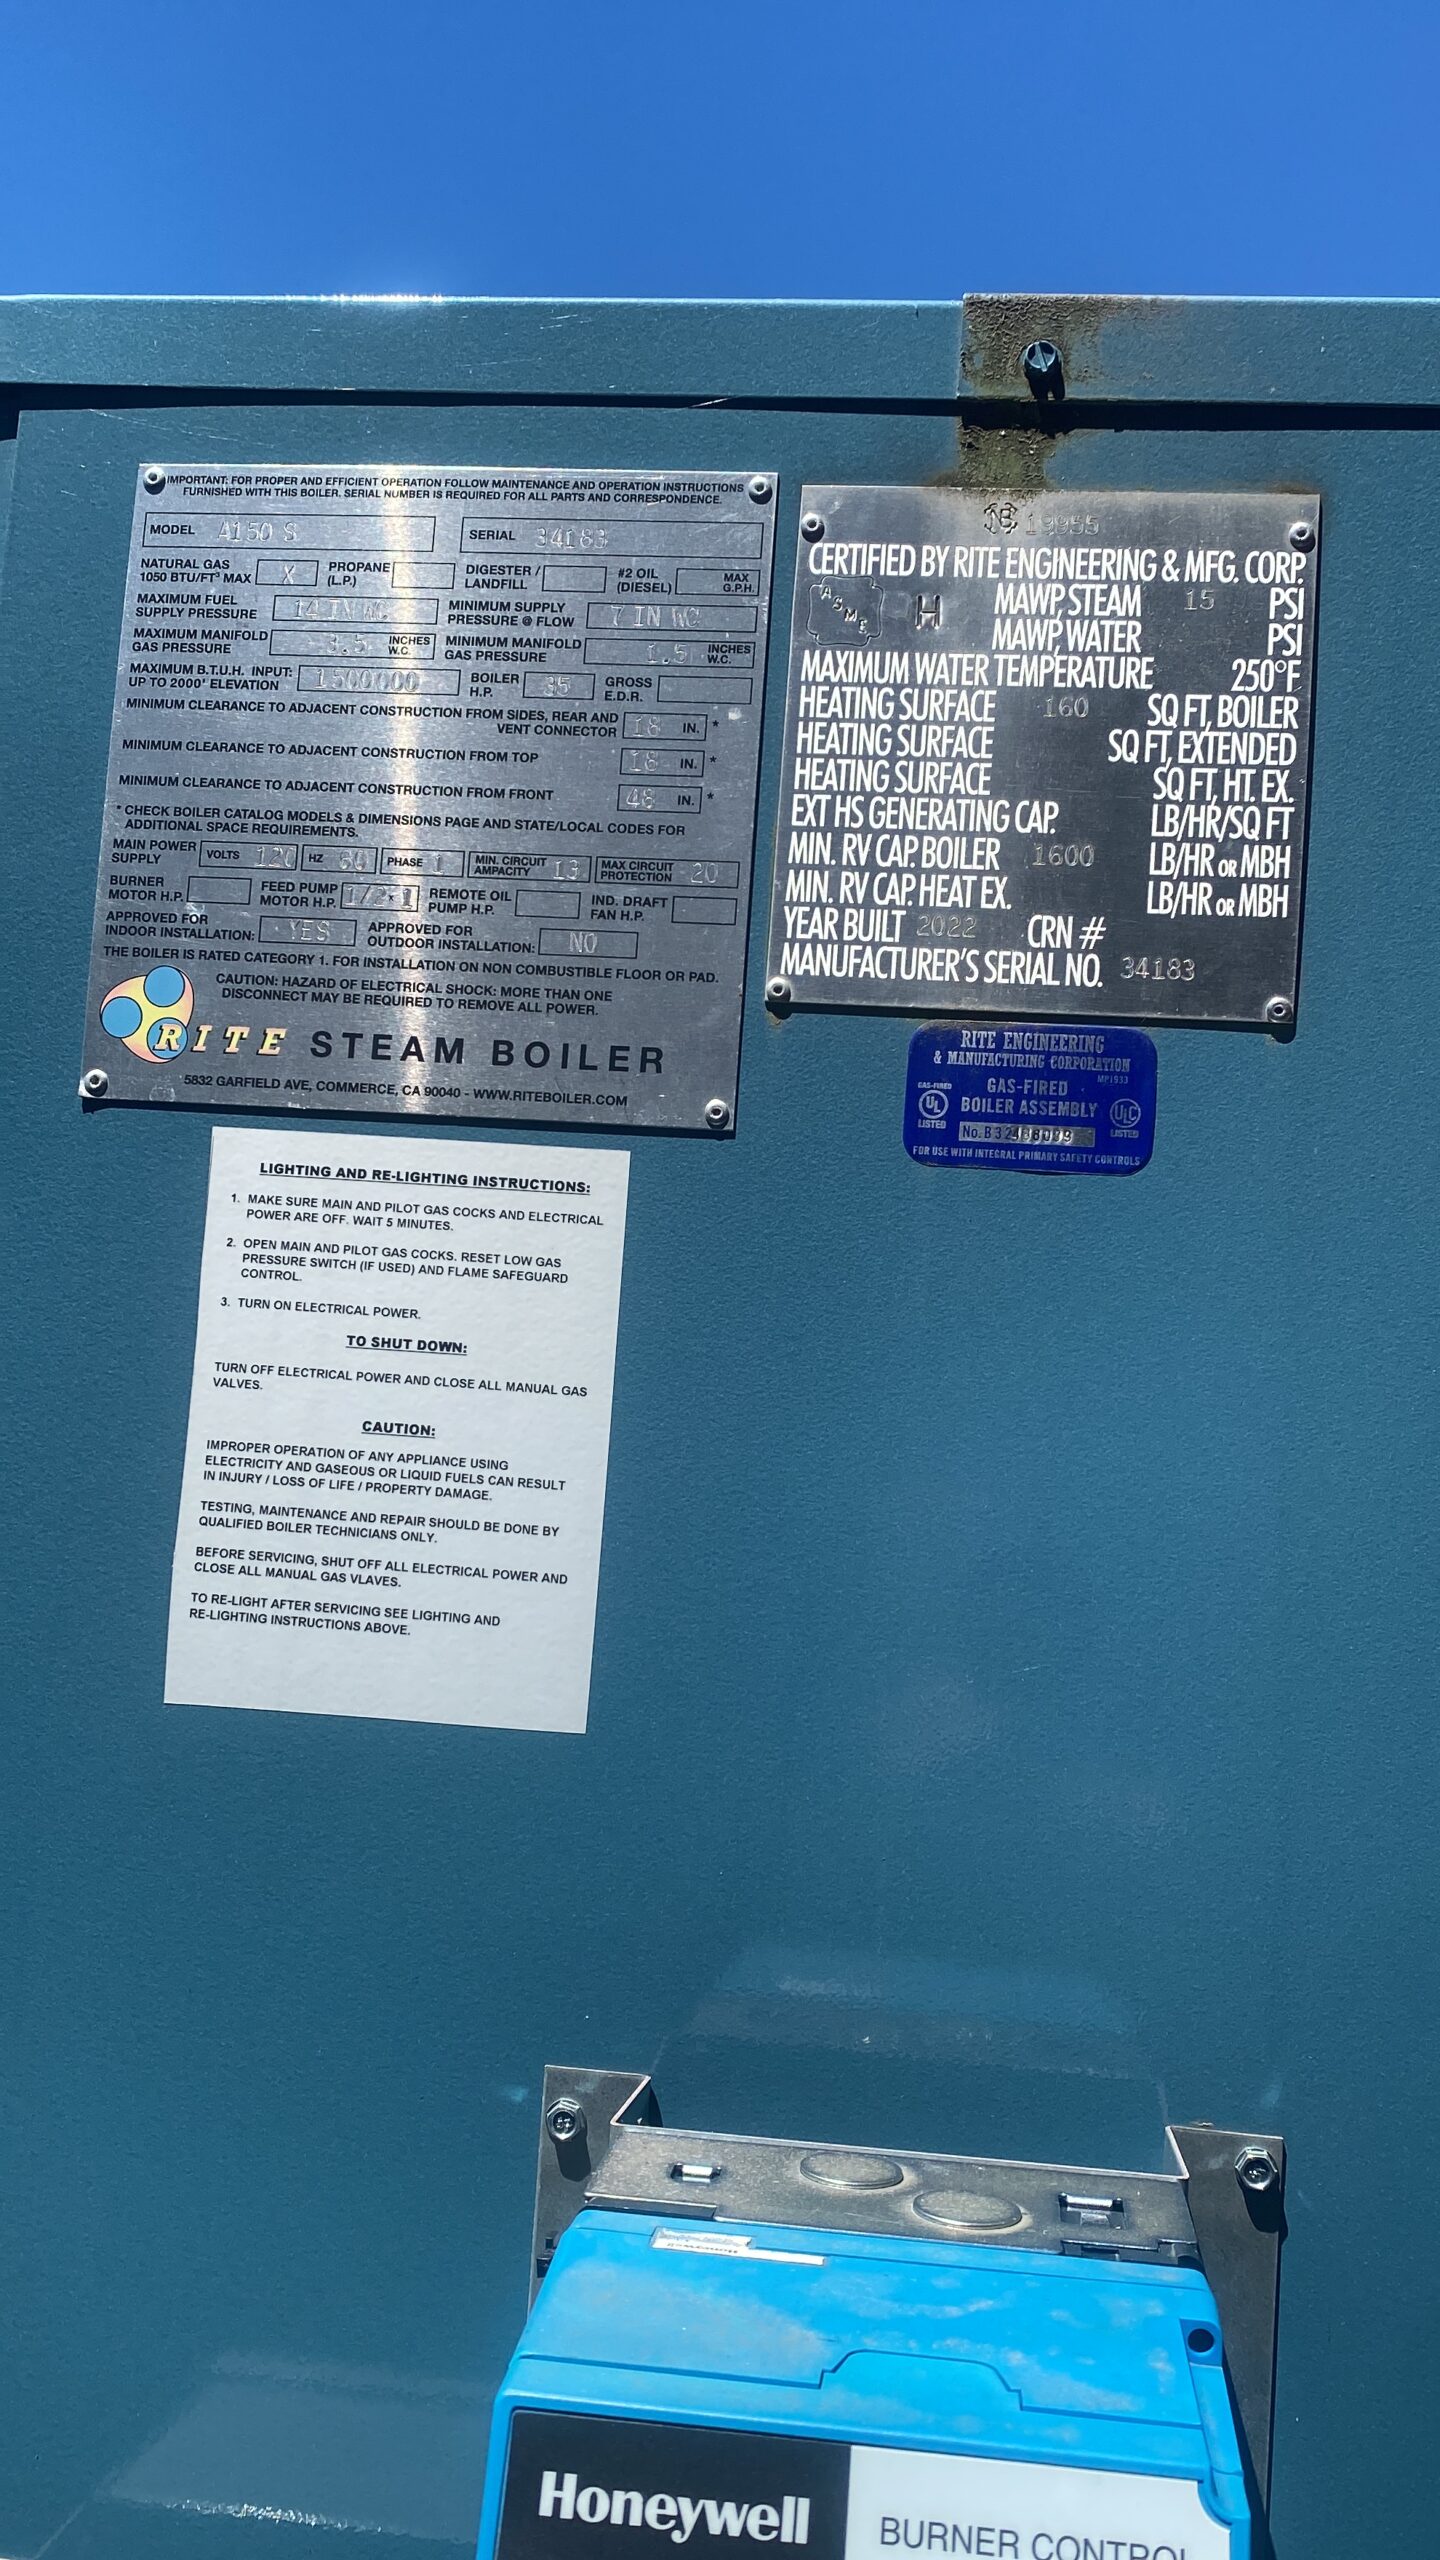 IMPORTANT: FOR PROPER AND EFFICIENT OPERATION FOLLOW MAINTENANCE AND OPERATION INSTRUCTIONS
FURNISHED WITH THIS BOILER. SERIAL NUMBER IS REQUIRED FOR ALL PARTS AND CORRESPONDENCE.
MODEL A150 S SERIAL 34183
NATURAL GAS X PROPANE DIGESTER / #2 OIL MAX
1050 BTU/FT³ MAX (L.P.) LANDFILL (DIESEL) G.P.H.
MAXIMUM FUEL 14 IN WC MINIMUM SUPPLY 7 IN WC
SUPPLY PRESSURE PRESSURE @ FLOW
MAXIMUM MANIFOLD 3.5 INCHES MINIMUM MANIFOLD 1.5 INCHES
GAS PRESSURE W.C. GAS PRESSURE W.C.
MAXIMUM B.T.U.H. INPUT: 1500000 BOILER 35 GROSS
UP TO 2000' ELEVATION H.P. E.D.R.
MINIMUM CLEARANCE TO ADJACENT CONSTRUCTION FROM SIDES, REAR AND
VENT CONNECTOR 18 IN. *
MINIMUM CLEARANCE TO ADJACENT CONSTRUCTION FROM TOP 18 IN. *
MINIMUM CLEARANCE TO ADJACENT CONSTRUCTION FROM FRONT 48 IN. *
* CHECK BOILER CATALOG MODELS & DIMENSIONS PAGE AND STATE/LOCAL CODES FOR
ADDITIONAL SPACE REQUIREMENTS.
MAIN POWER VOLTS 120 HZ 60 PHASE 1 MIN. CIRCUIT 13 MAX CIRCUIT 20
SUPPLY AMPACITY PROTECTION
BURNER FEED PUMP 1/2x1 REMOTE OIL IND. DRAFT
MOTOR H.P. MOTOR H.P. PUMP H.P. FAN H.P.
APPROVED FOR YES APPROVED FOR NO
INDOOR INSTALLATION: OUTDOOR INSTALLATION:
THE BOILER IS RATED CATEGORY 1. FOR INSTALLATION ON NON COMBUSTIBLE FLOOR OR PAD.
CAUTION: HAZARD OF ELECTRICAL SHOCK: MORE THAN ONE
DISCONNECT MAY BE REQUIRED TO REMOVE ALL POWER.
RITE STEAM BOILER
5832 GARFIELD AVE, COMMERCE, CA 90040 - WWW.RITEBOILER.COM
NB 19955
CERTIFIED BY RITE ENGINEERING & MFG. CORP.
ASME H
MAWP, STEAM 15 PSI
MAWP, WATER PSI
MAXIMUM WATER TEMPERATURE 250°F
HEATING SURFACE 160 SQ FT, BOILER
HEATING SURFACE SQ FT, EXTENDED
HEATING SURFACE SQ FT, HT. EX.
EXT HS GENERATING CAP. LB/HR/SQ FT
MIN. RV CAP. BOILER 1600 LB/HR OR MBH
MIN. RV CAP. HEAT EX. LB/HR OR MBH
YEAR BUILT 2022 CRN #
MANUFACTURER'S SERIAL NO. 34183
RITE ENGINEERING
& MANUFACTURING CORPORATION
MP1933
GAS-FIRED GAS-FIRED
UL BOILER ASSEMBLY ULC
LISTED No. B 32 LISTED
FOR USE WITH INTEGRAL PRIMARY SAFETY CONTROLS
LIGHTING AND RE-LIGHTING INSTRUCTIONS:
1. MAKE SURE MAIN AND PILOT GAS COCKS AND ELECTRICAL
POWER ARE OFF. WAIT 5 MINUTES.
2. OPEN MAIN AND PILOT GAS COCKS. RESET LOW GAS
PRESSURE SWITCH (IF USED) AND FLAME SAFEGUARD
CONTROL.
3. TURN ON ELECTRICAL POWER.
TO SHUT DOWN:
TURN OFF ELECTRICAL POWER AND CLOSE ALL MANUAL GAS
VALVES.
CAUTION:
IMPROPER OPERATION OF ANY APPLIANCE USING
ELECTRICITY AND GASEOUS OR LIQUID FUELS CAN RESULT
IN INJURY / LOSS OF LIFE / PROPERTY DAMAGE.
TESTING, MAINTENANCE AND REPAIR SHOULD BE DONE BY
QUALIFIED BOILER TECHNICIANS ONLY.
BEFORE SERVICING, SHUT OFF ALL ELECTRICAL POWER AND
CLOSE ALL MANUAL GAS VLAVES.
TO RE-LIGHT AFTER SERVICING SEE LIGHTING AND
RE-LIGHTING INSTRUCTIONS ABOVE.
Honeywell
BURNER CONTROL